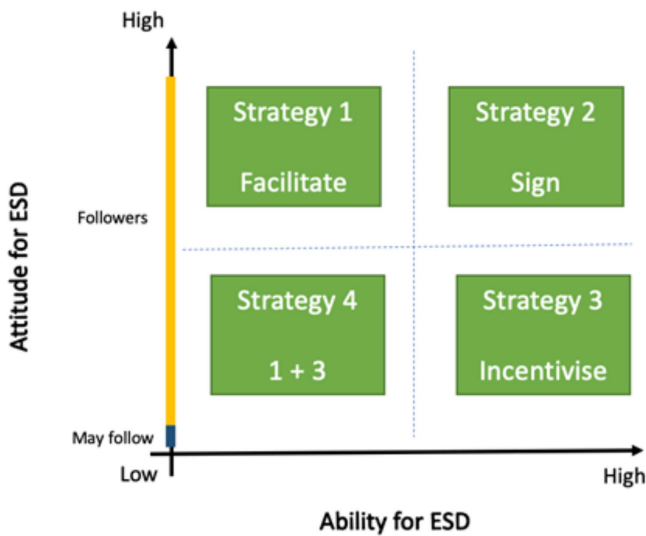 High
Strategy 1
Facilitate
Strategy 2
Sign
Attitude for ESD
Followers
Strategy 4
1 + 3
Strategy 3
Incentivise
May follow
Low
High
Ability for ESD